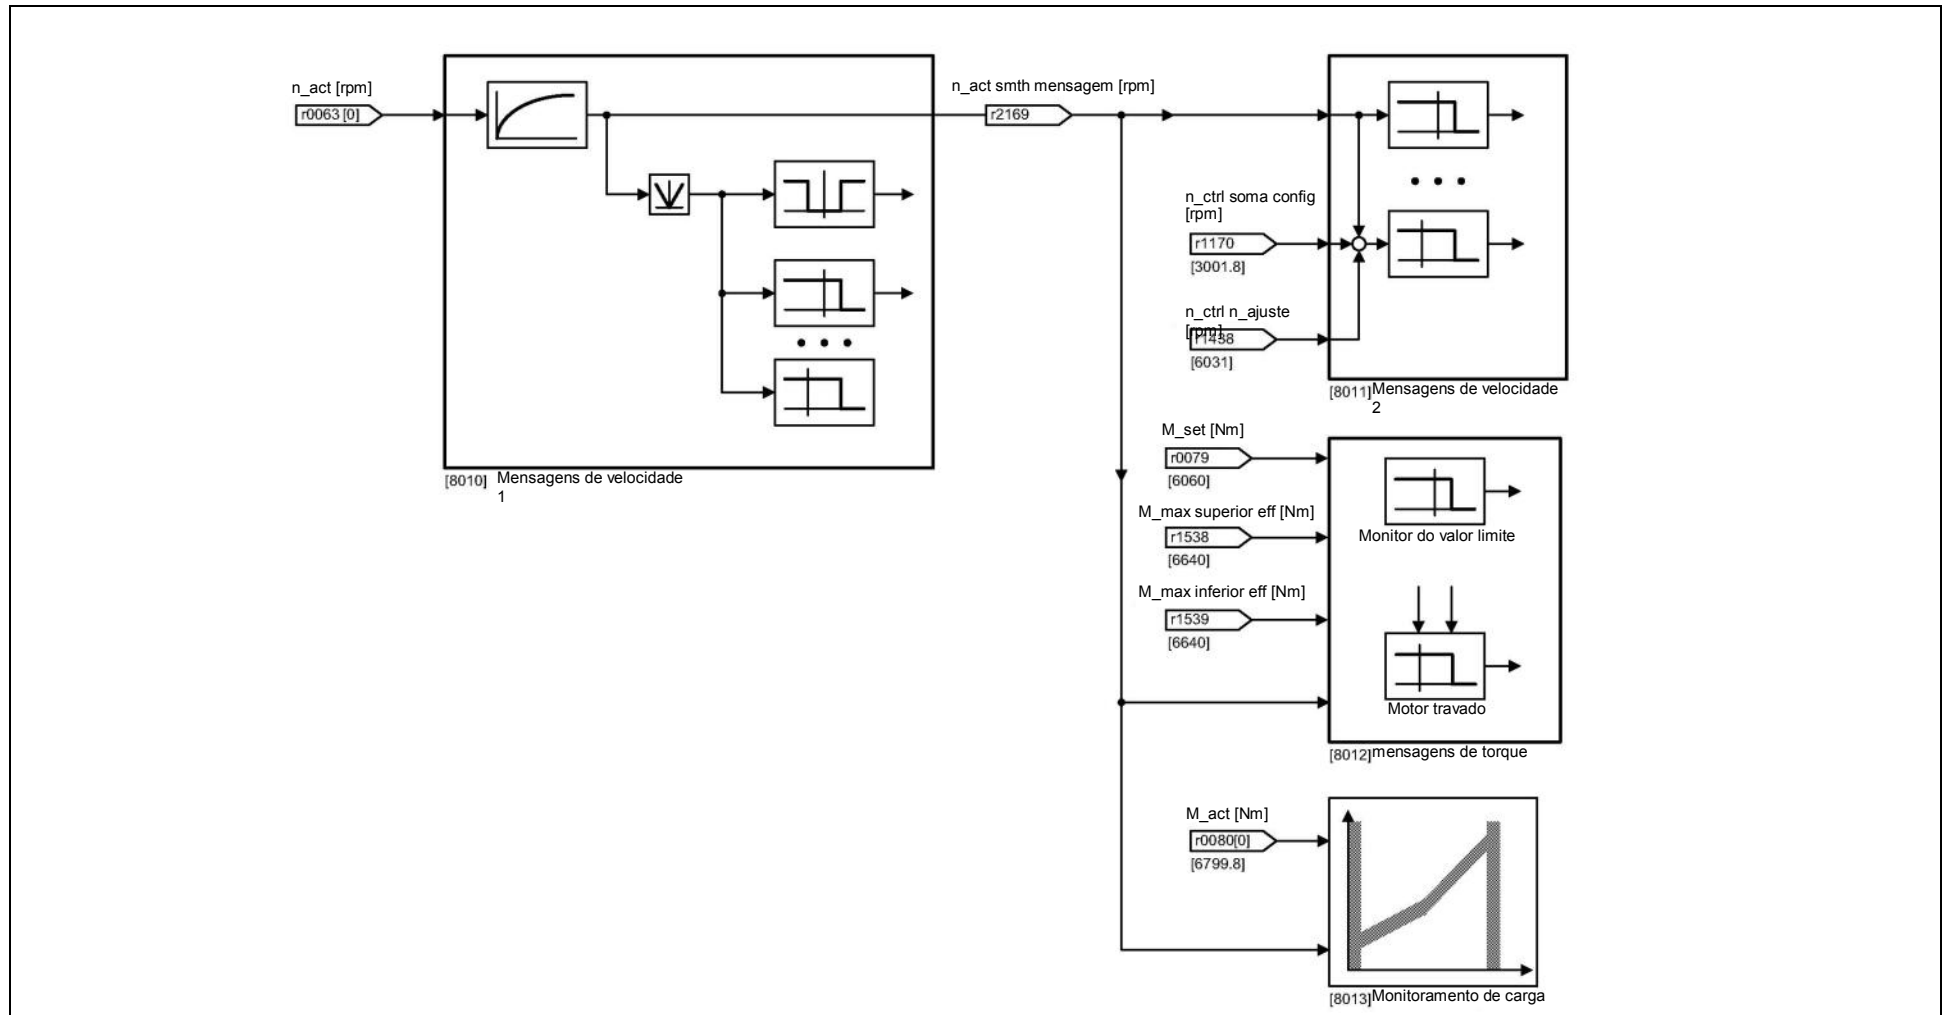 n_act [rpm]
r0063 [0]
[8010] Mensagens de velocidade
1
n_act smth mensagem [rpm]
r2169
n_ctrl soma config
[rpm]
r1170
[3001.8]
n_ctrl n_ajuste
[rpm]
r1438
[6031]
[8011] Mensagens de velocidade
2
M_set [Nm]
r0079
[6060]
M_max superior eff [Nm]
r1538
[6640]
M_max inferior eff [Nm]
r1539
[6640]
Monitor do valor limite
Motor travado
[8012] mensagens de torque
M_act [Nm]
r0080[0]
[6799.8]
[8013] Monitoramento de carga